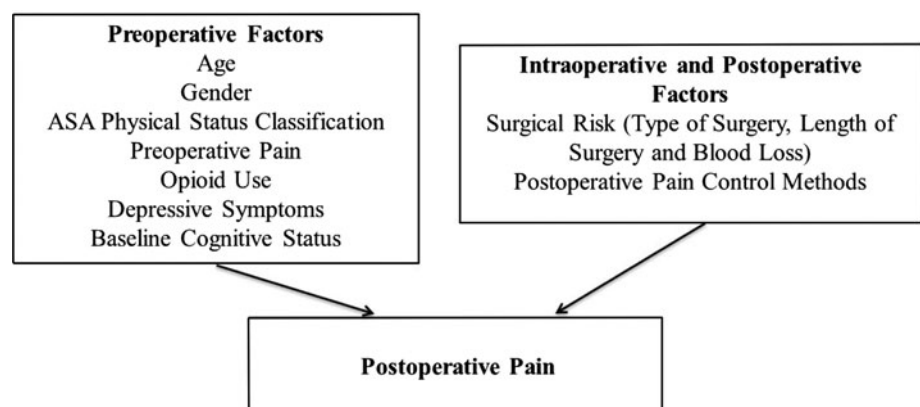 Preoperative Factors
Age
Gender
ASA Physical Status Classification
Preoperative Pain
Opioid Use
Depressive Symptoms
Baseline Cognitive Status
Intraoperative and Postoperative
Factors
Surgical Risk (Type of Surgery, Length of
Surgery and Blood Loss)
Postoperative Pain Control Methods
Postoperative Pain